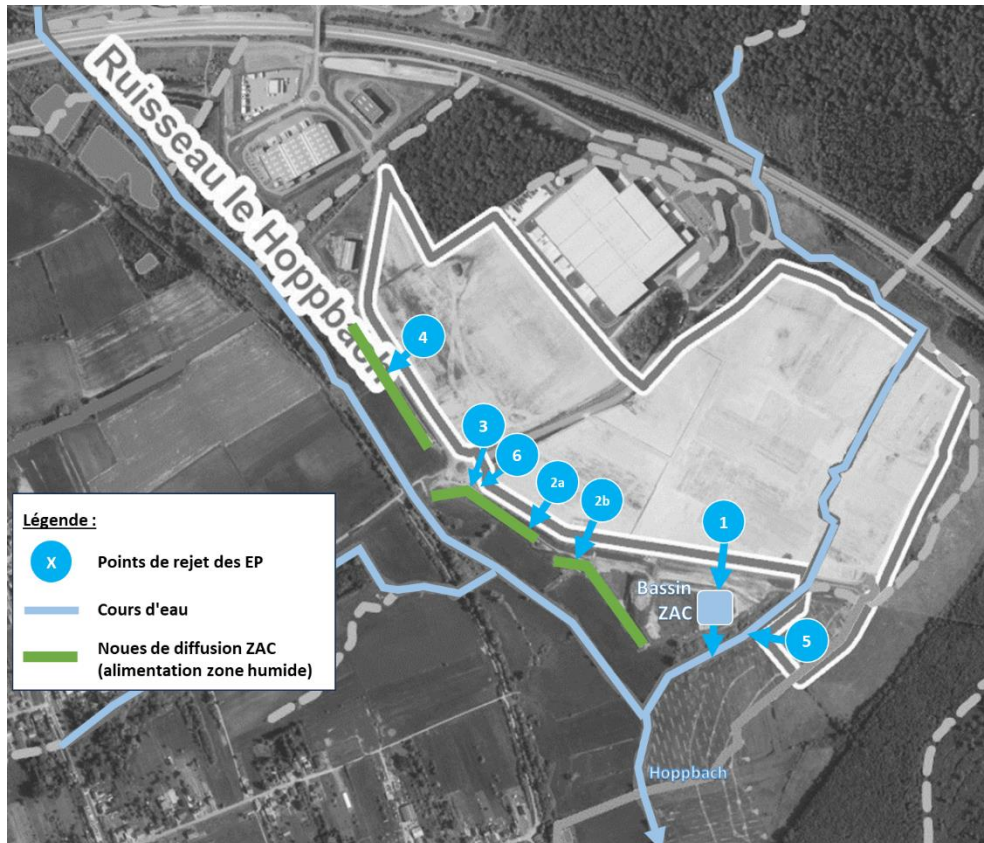 Ruisseau le Hoppbach
4
3
6
2a
2b
1
Légende :
X
Points de rejet des EP
Cours d'eau
Noues de diffusion ZAC
(alimentation zone humide)
Bassin
ZAC
5
Hoppbach